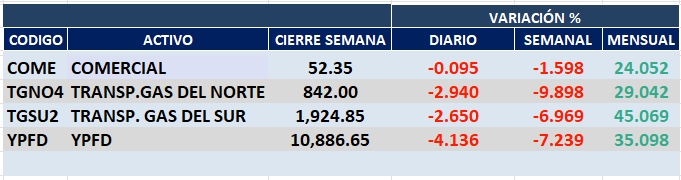 VARIACIÓN %
CODIGO ACTIVO CIERRE SEMANA DIARIO SEMANAL MENSUAL
COME COMERCIAL 52.35 -0.095 -1.598 24.052
TGNO4 TRANSP.GAS DEL NORTE 842.00 -2.940 -9.898 29.042
TGSU2 TRANSP. GAS DEL SUR 1,924.85 -2.650 -6.969 45.069
YPFD YPFD 10,886.65 -4.136 -7.239 35.098